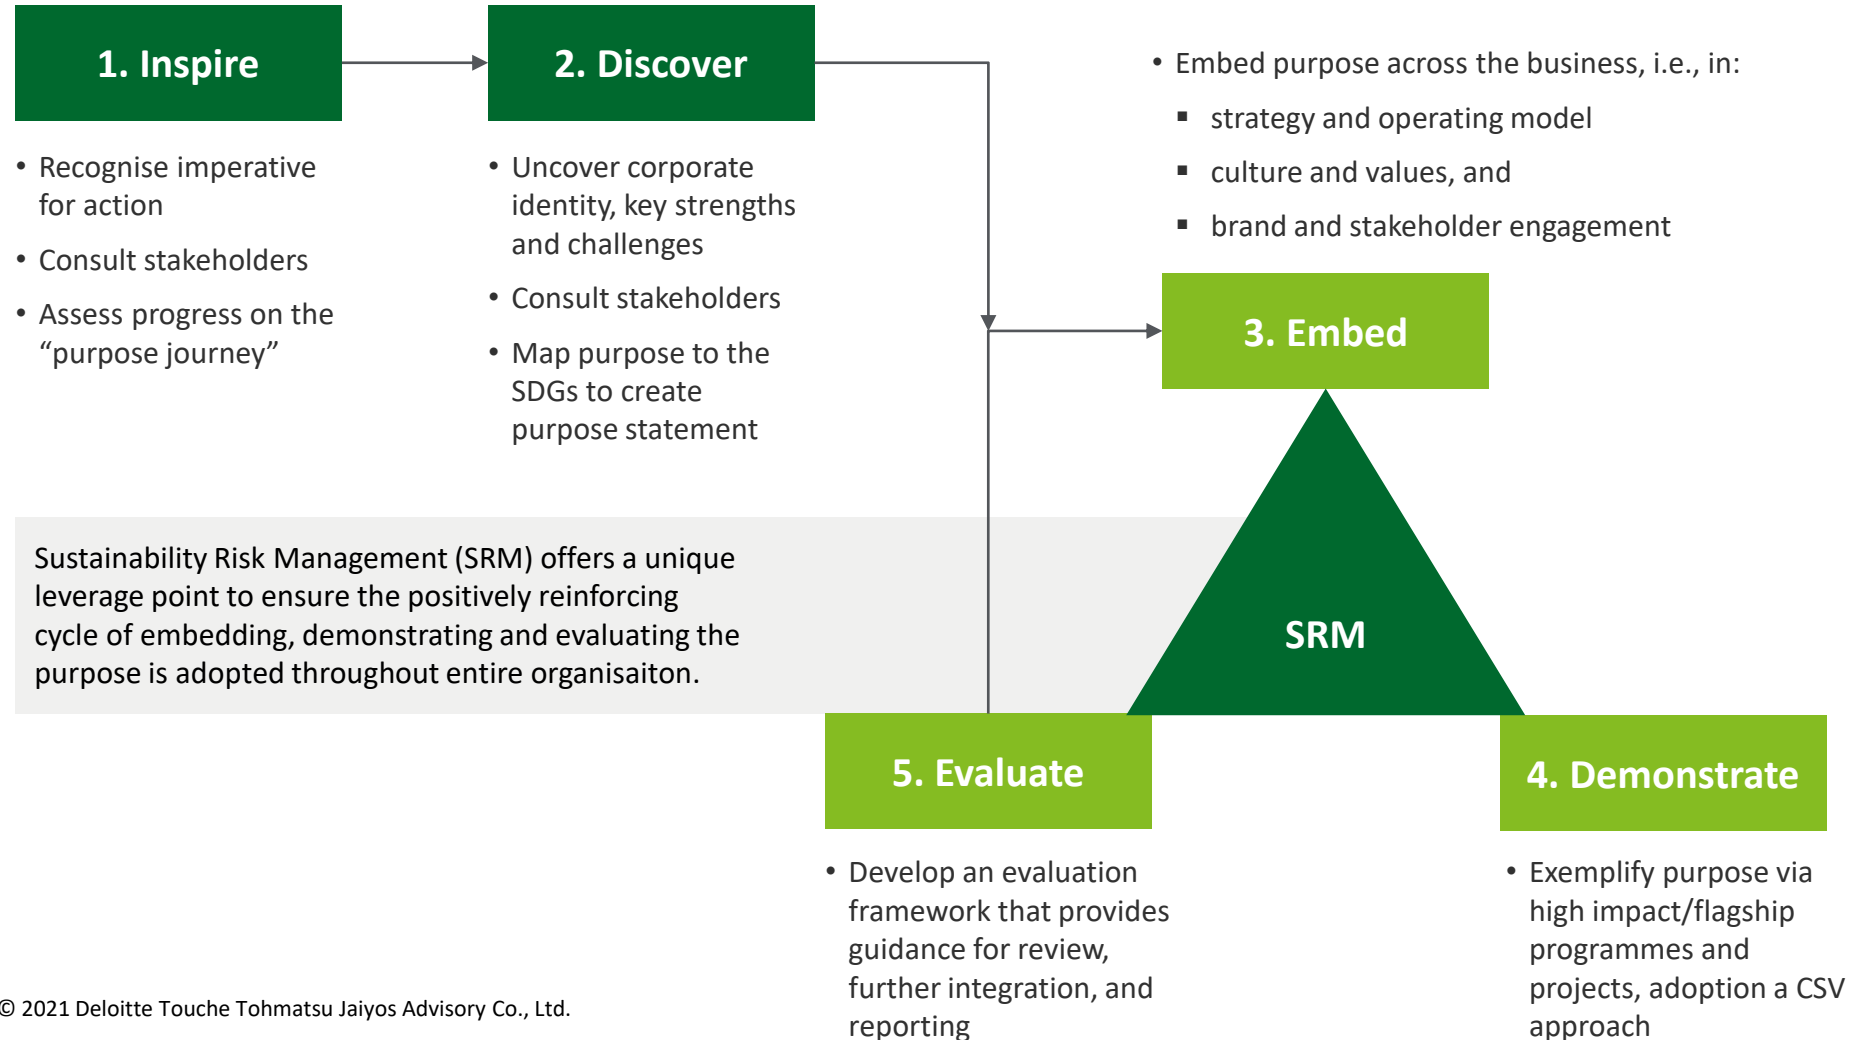 1. Inspire
• Recognise imperative
for action
• Consult stakeholders
• Assess progress on the
“purpose journey”
2. Discover
• Uncover corporate
identity, key strengths
and challenges
• Consult stakeholders
• Map purpose to the
SDGs to create
purpose statement
• Embed purpose across the business, i.e., in:
▪ strategy and operating model
▪ culture and values, and
▪ brand and stakeholder engagement
3. Embed
Sustainability Risk Management (SRM) offers a unique
leverage point to ensure the positively reinforcing
cycle of embedding, demonstrating and evaluating the
purpose is adopted throughout entire organisaiton.
SRM
5. Evaluate
• Develop an evaluation
framework that provides
guidance for review,
further integration, and
reporting
4. Demonstrate
• Exemplify purpose via
high impact/flagship
programmes and
projects, adoption a CSV
approach
© 2021 Deloitte Touche Tohmatsu Jaiyos Advisory Co., Ltd.